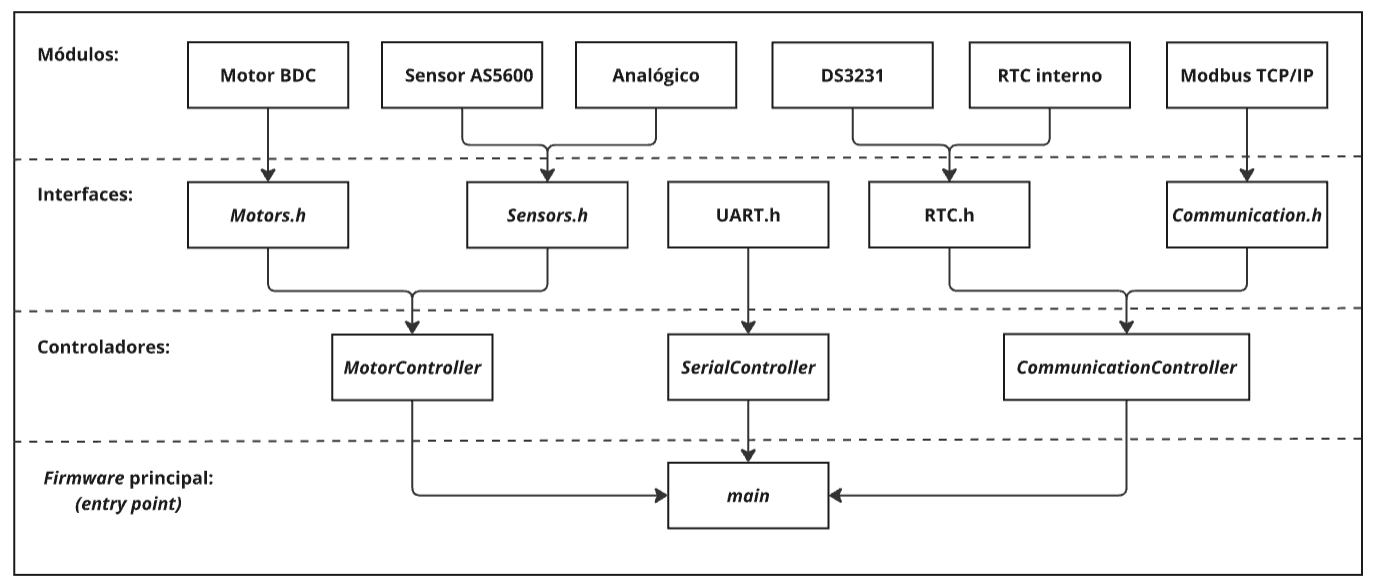 Módulos:
Motor BDC
Sensor AS5600
Analógico
DS3231
RTC interno
Modbus TCP/IP
Interfaces:
Motors.h
Sensors.h
UART.h
RTC.h
Communication.h
Controladores:
MotorController
SerialController
CommunicationController
Firmware principal:
(entry point)
main